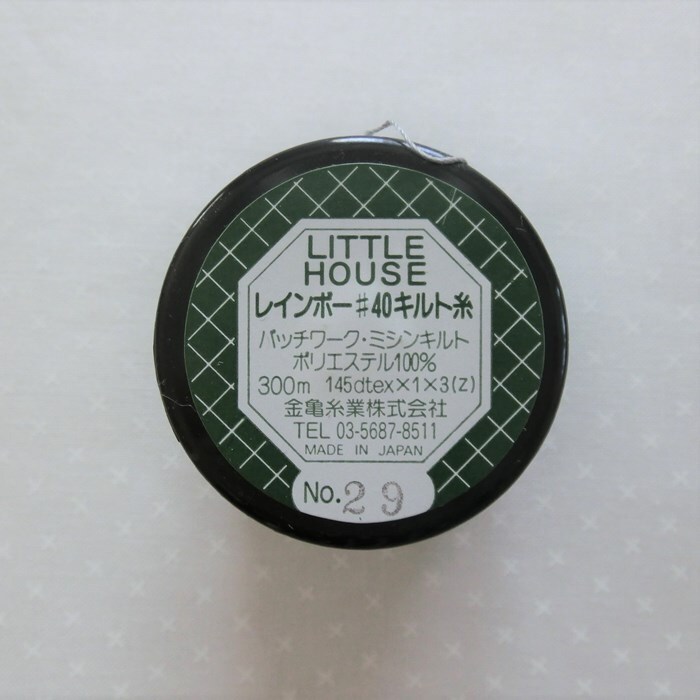 LITTLE
HOUSE
レインボー♯40キルト糸
パッチワーク・ミシンキルト
ポリエステル100%
300m 145dtex×1×3(Z)
金亀糸業株式会社
TEL 03-5687-8511
MADE IN JAPAN
No.29